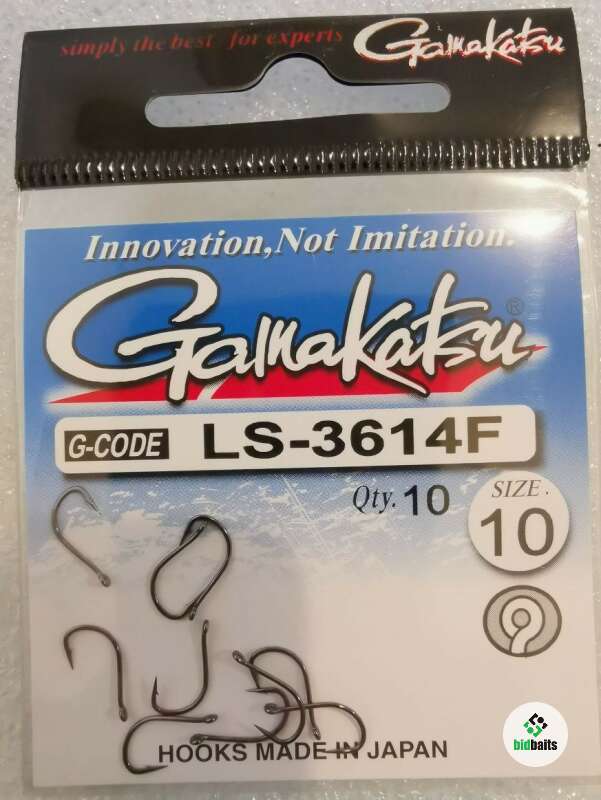 simply the best for experts Gamakatsu
Innovation,Not Imitation.
Gamakatsu®
G-CODE LS-3614F
Qty. 10
SIZE.
10
HOOKS MADE IN JAPAN
bidbaits